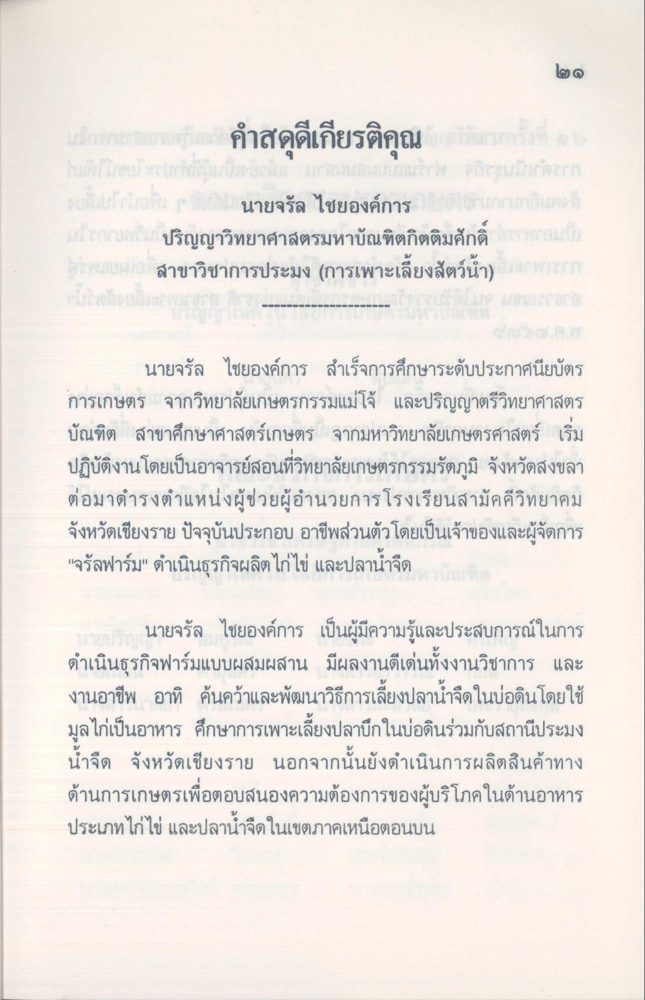 ๒๑
คำสดุดีเกียรติคุณ
นายจรัล ไชยองค์การ
ปริญญาวิทยาศาสตรมหาบัณฑิตกิตติมศักดิ์
สาขาวิชาการประมง (การเพาะเลี้ยงสัตว์น้ำ)
---------------------
นายจรัล ไชยองค์การ สำเร็จการศึกษาระดับประกาศนียบัตร
การเกษตร จากวิทยาลัยเกษตรกรรมแม่โจ้ และปริญญาตรีวิทยาศาสตร
บัณฑิต สาขาศึกษาศาสตร์เกษตร จากมหาวิทยาลัยเกษตรศาสตร์ เริ่ม
ปฏิบัติงานโดยเป็นอาจารย์สอนที่วิทยาลัยเกษตรกรรมรัตภูมิ จังหวัดสงขลา
ต่อมาดำรงตำแหน่งผู้ช่วยผู้อำนวยการโรงเรียนสามัคคีวิทยาคม
จังหวัดเชียงราย ปัจจุบันประกอบ อาชีพส่วนตัวโดยเป็นเจ้าของและผู้จัดการ
"จรัลฟาร์ม" ดำเนินธุรกิจผลิตไก่ไข่ และปลาน้ำจืด
นายจรัล ไชยองค์การ เป็นผู้มีความรู้และประสบการณ์ในการ
ดำเนินธุรกิจฟาร์มแบบผสมผสาน มีผลงานดีเด่นทั้งงานวิชาการ และ
งานอาชีพ อาทิ ค้นคว้าและพัฒนาวิธีการเลี้ยงปลาน้ำจืดในบ่อดินโดยใช้
มูลไก่เป็นอาหาร ศึกษาการเพาะเลี้ยงปลาบึกในบ่อดินร่วมกับสถานีประมง
น้ำจืด จังหวัดเชียงราย นอกจากนั้นยังดำเนินการผลิตสินค้าทาง
ด้านการเกษตรเพื่อตอบสนองความต้องการของผู้บริโภคในด้านอาหาร
ประเภทไก่ไข่ และปลาน้ำจืดในเขตภาคเหนือตอนบน